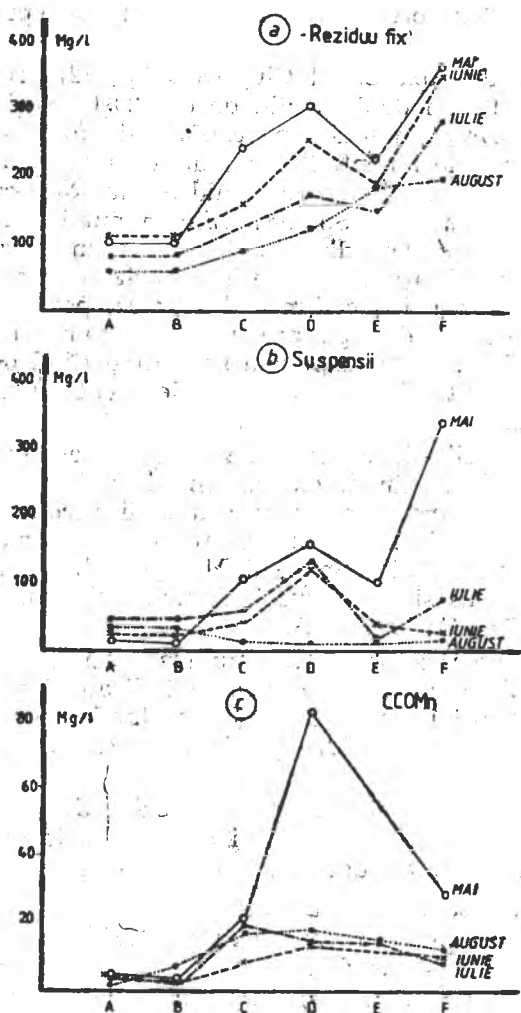 Mg/l
ⓐ - Reziduu fix
400
300
200
100
MAI
IUNIE
IULIE
AUGUST
A B C D E F
ⓑ Suspensii
Mg/l
400
300
200
100
MAI
IULIE
IUNIE
AUGUST
A B C D E F
ⓒ CCOMn
Mg/l
80
60
40
20
MAI
AUGUST
IUNIE
IULIE
A B C D E F